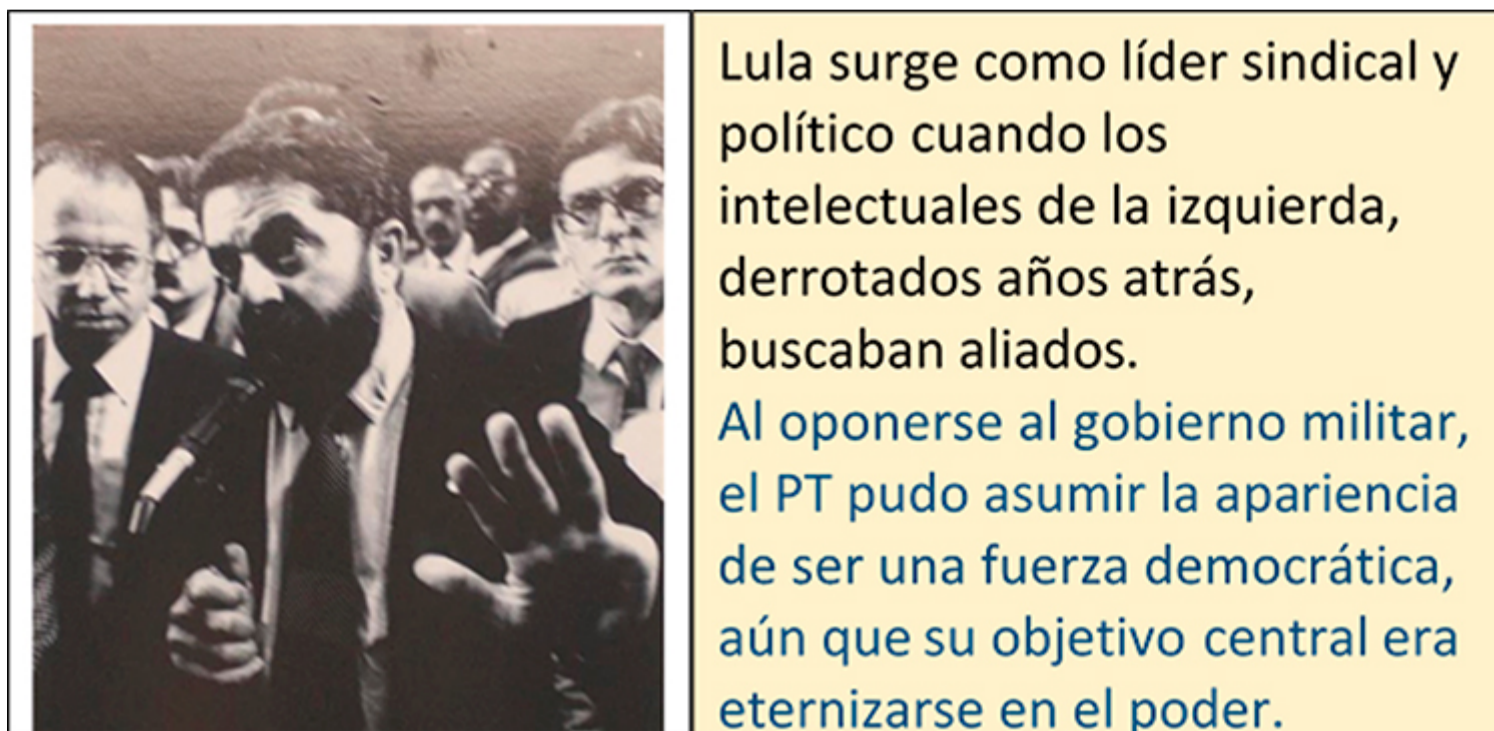 Lula surge como líder sindical y
político cuando los
intelectuales de la izquierda,
derrotados años atrás,
buscaban aliados.
Al oponerse al gobierno militar,
el PT pudo asumir la apariencia
de ser una fuerza democrática,
aún que su objetivo central era
eternizarse en el poder.